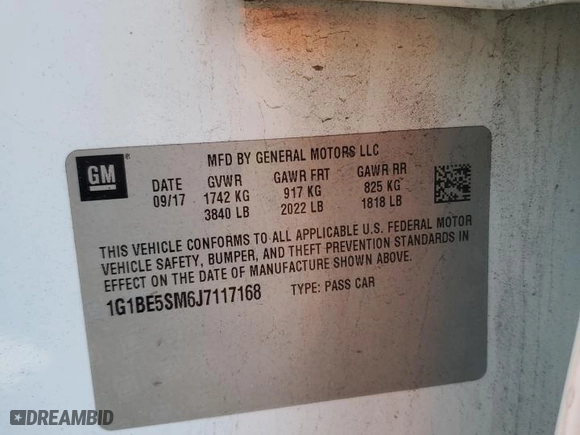 MFD BY GENERAL MOTORS LLC
GM
DATE GVWR GAWR FRT GAWR RR
09/17 1742 KG 917 KG 825 KG
3840 LB 2022 LB 1818 LB
THIS VEHICLE CONFORMS TO ALL APPLICABLE U.S. FEDERAL MOTOR
VEHICLE SAFETY, BUMPER, AND THEFT PREVENTION STANDARDS IN
EFFECT ON THE DATE OF MANUFACTURE SHOWN ABOVE.
1G1BE5SM6J7117168 TYPE: PASS CAR
DREAMBID